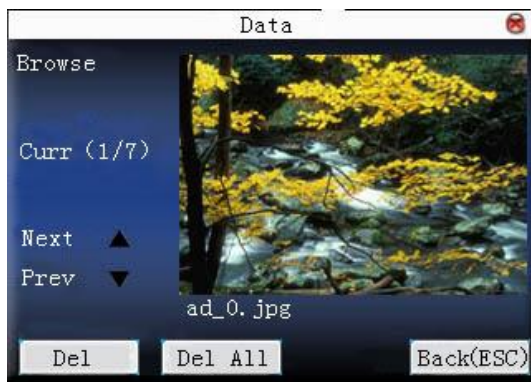 Data
Browse
Curr (1/7)
Next ▲
Prev ▼
ad_0.jpg
Del
Del All
Back(ESC)